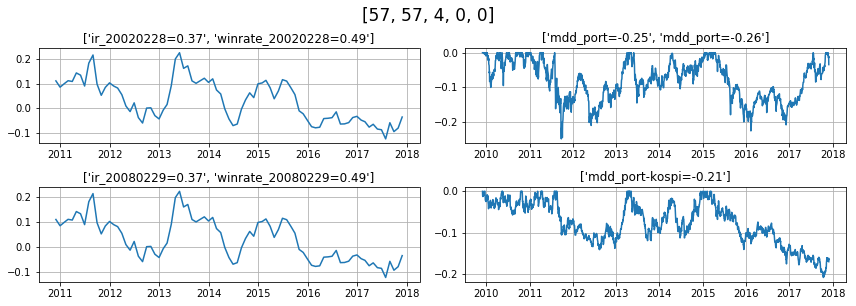 [57, 57, 4, 0, 0]
['ir_20020228=0.37', 'winrate_20020228=0.49']
0.2
0.1
0.0
−0.1
2011 2012 2013 2014 2015 2016 2017 2018
['mdd_port=-0.25', 'mdd_port=-0.26']
0.0
−0.1
−0.2
2010 2011 2012 2013 2014 2015 2016 2017 2018
['ir_20080229=0.37', 'winrate_20080229=0.49']
0.2
0.1
0.0
−0.1
2011 2012 2013 2014 2015 2016 2017 2018
['mdd_port-kospi=-0.21']
0.0
−0.1
−0.2
2010 2011 2012 2013 2014 2015 2016 2017 2018